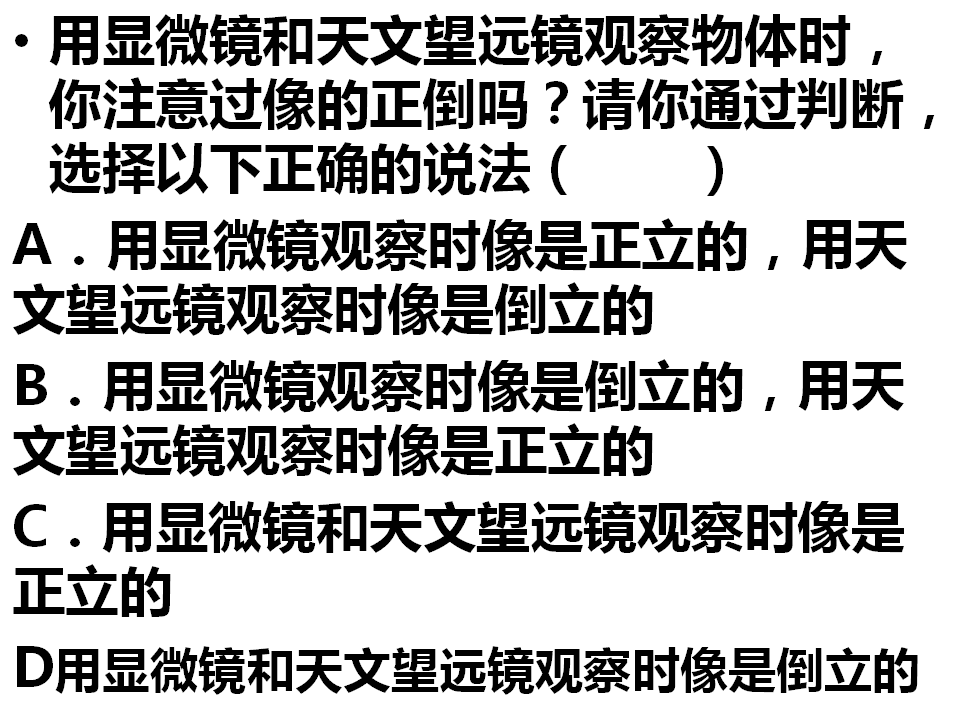 • 用显微镜和天文望远镜观察物体时，
你注意过像的正倒吗？请你通过判断，
选择以下正确的说法（　　）
A．用显微镜观察时像是正立的，用天
文望远镜观察时像是倒立的
B．用显微镜观察时像是倒立的，用天
文望远镜观察时像是正立的
C．用显微镜和天文望远镜观察时像是
正立的
D用显微镜和天文望远镜观察时像是倒立的